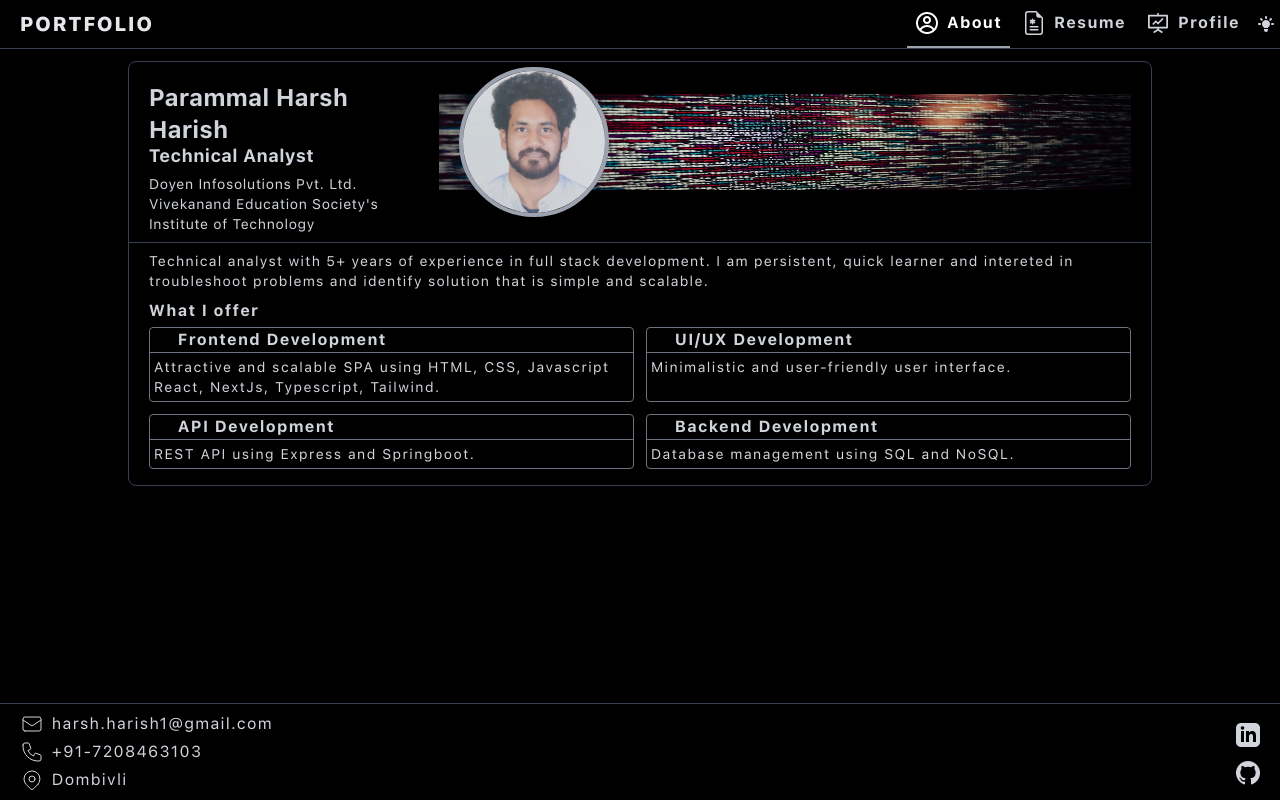 PORTFOLIO
About
Resume
Profile
Parammal Harsh
Harish
Technical Analyst
Doyen Infosolutions Pvt. Ltd.
Vivekanand Education Society's
Institute of Technology
Technical analyst with 5+ years of experience in full stack development. I am persistent, quick learner and intereted in
troubleshoot problems and identify solution that is simple and scalable.
What I offer
Frontend Development
Attractive and scalable SPA using HTML, CSS, Javascript
React, NextJs, Typescript, Tailwind.
UI/UX Development
Minimalistic and user-friendly user interface.
API Development
REST API using Express and Springboot.
Backend Development
Database management using SQL and NoSQL.
harsh.harish1@gmail.com
+91-7208463103
Dombivli
in